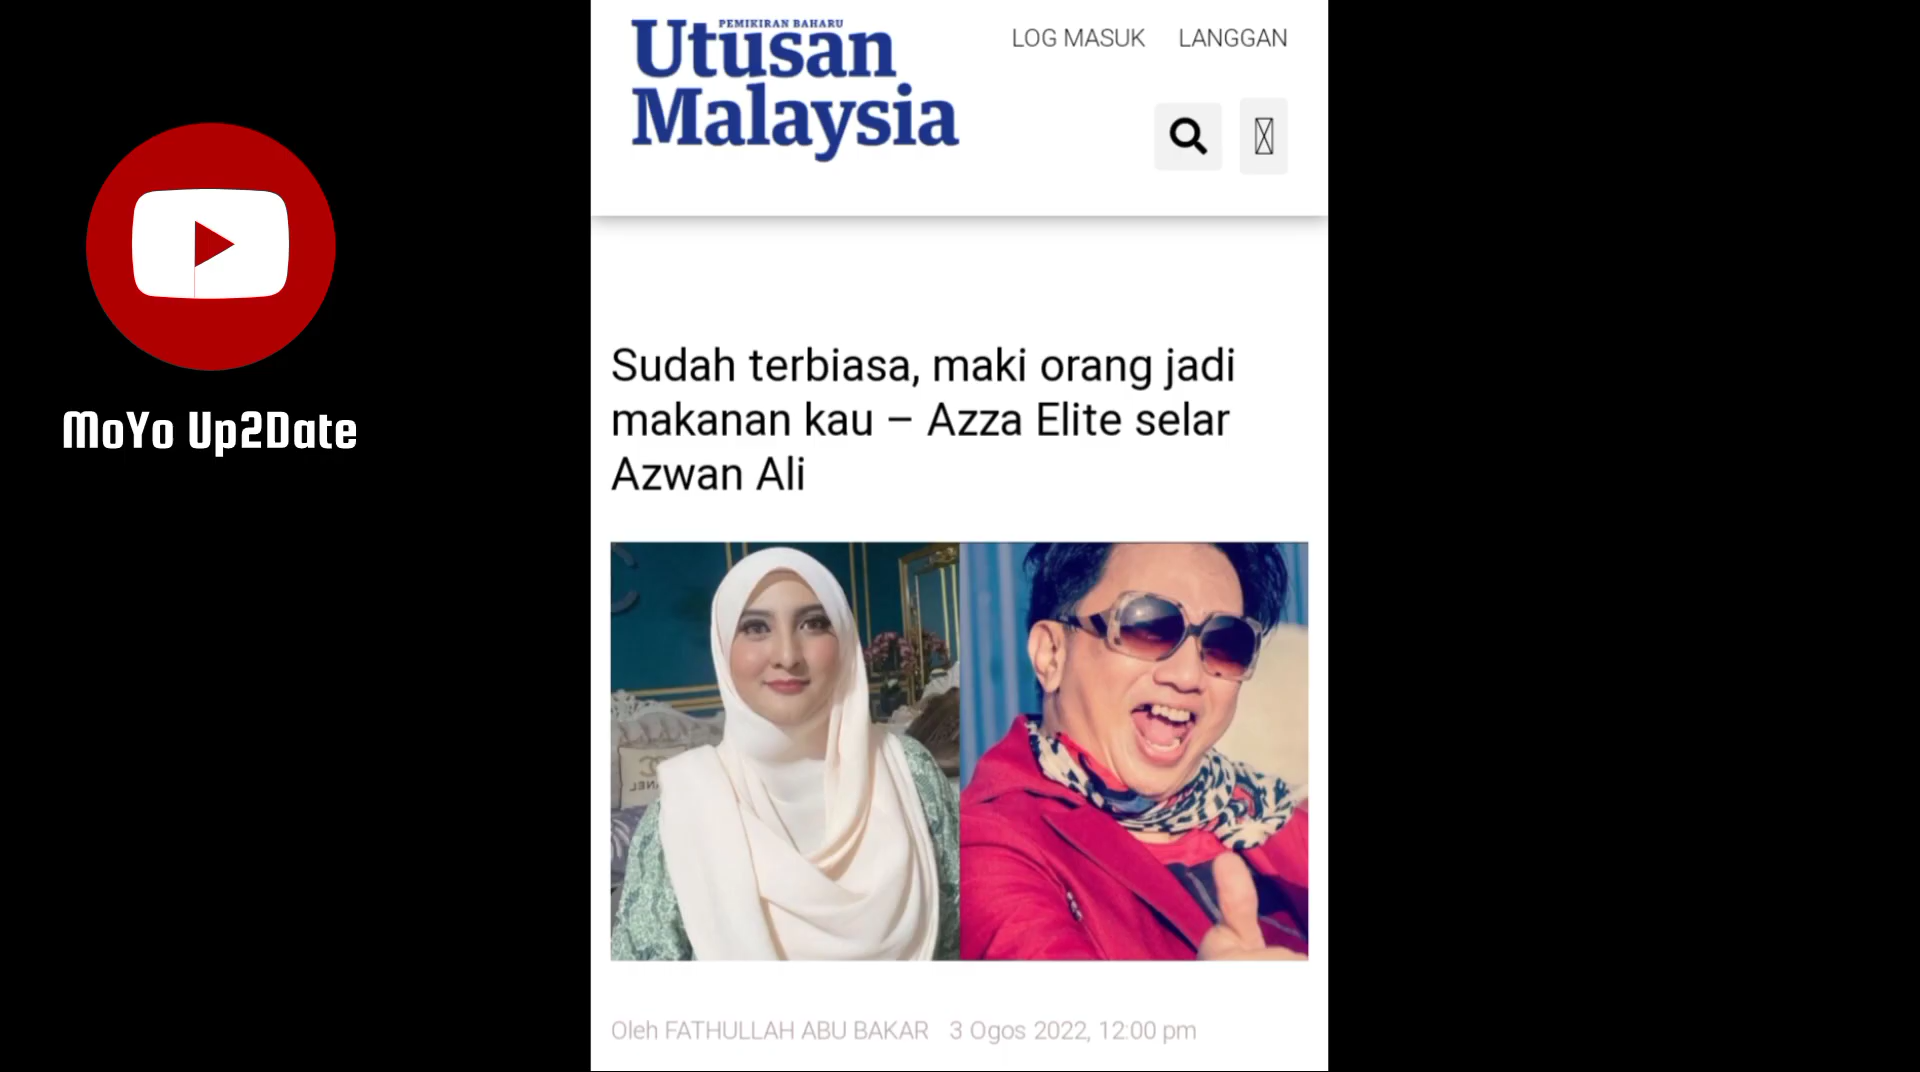 PEMIKIRAN BAHARU
Utusan
Malaysia
LOG MASUK LANGGAN
MoYo Up2Date
Sudah terbiasa, maki orang jadi
makanan kau – Azza Elite selar
Azwan Ali
Oleh FATHULLAH ABU BAKAR 3 Ogos 2022, 12:00 pm